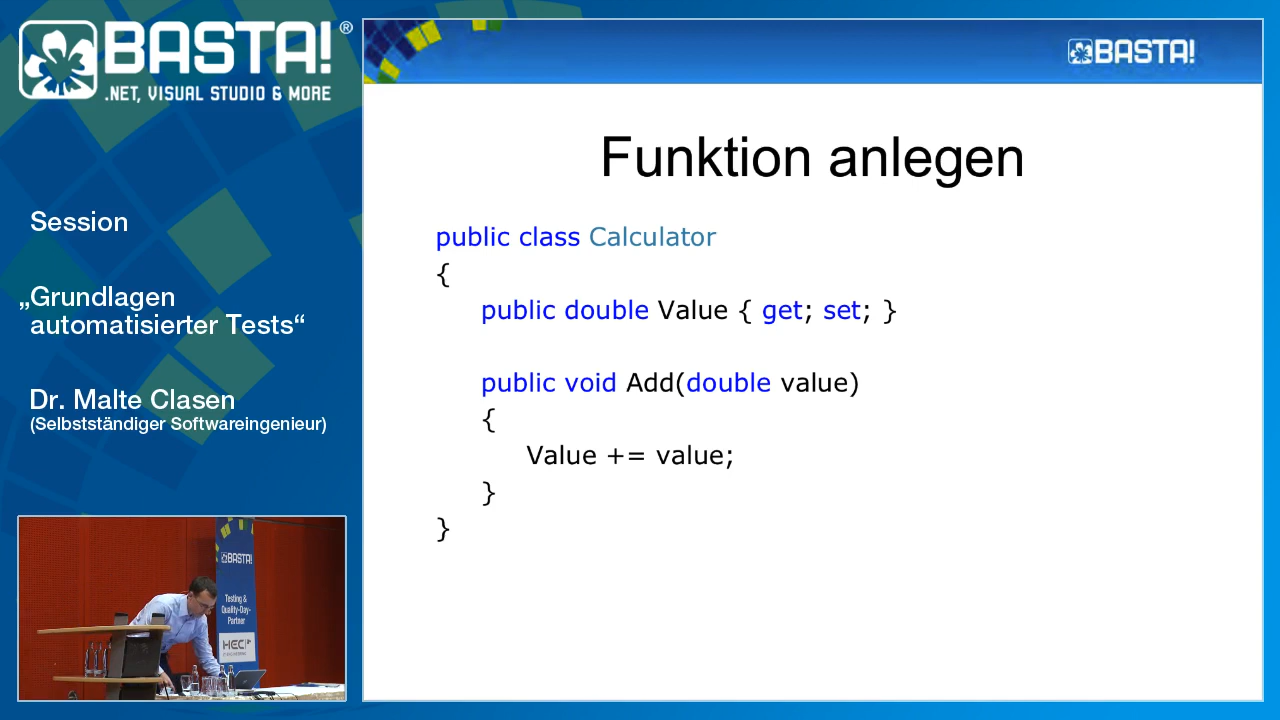 BASTA!®
.NET, VISUAL STUDIO & MORE
Session
„Grundlagen
automatisierter Tests“
Dr. Malte Clasen
(Selbstständiger Softwareingenieur)
BASTA!
Funktion anlegen
public class Calculator
{
public double Value { get; set; }
public void Add(double value)
{
Value += value;
}
}
BASTA!
Testing &
Quality-Day-
Partner
HEC